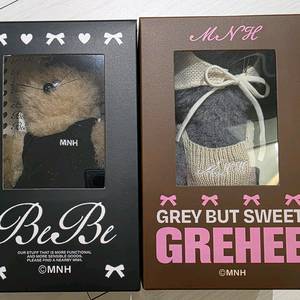 MNH
BeBe
OUR STUFF THAT IS MORE FUNCTIONAL
AND MORE SENSIBLE GOODS.
PLEASE FIND A NEARBY MNH.
©MNH
MNH
GREY BUT SWEET
GREHEE
©MNH